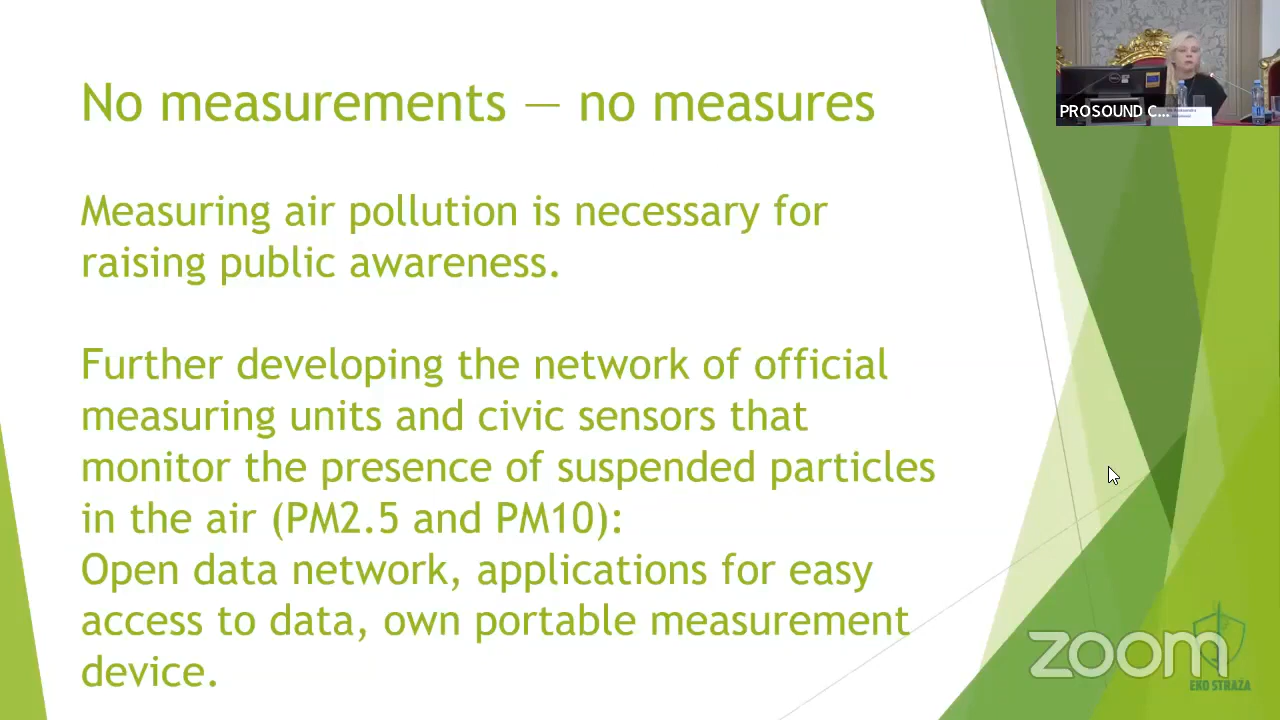 No measurements — no measures
Measuring air pollution is necessary for
raising public awareness.
Further developing the network of official
measuring units and civic sensors that
monitor the presence of suspended particles
in the air (PM2.5 and PM10):
Open data network, applications for easy
access to data, own portable measurement
device.
PROSOUND C...
zoom
EKO STRAŽA